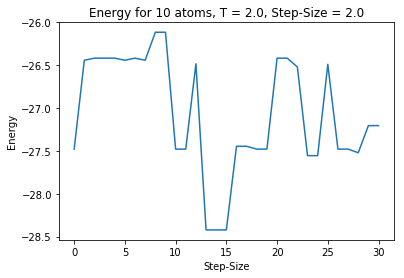 Energy for 10 atoms, T = 2.0, Step-Size = 2.0
−26.0
−26.5
−27.0
−27.5
−28.0
−28.5
Energy
0 5 10 15 20 25 30
Step-Size